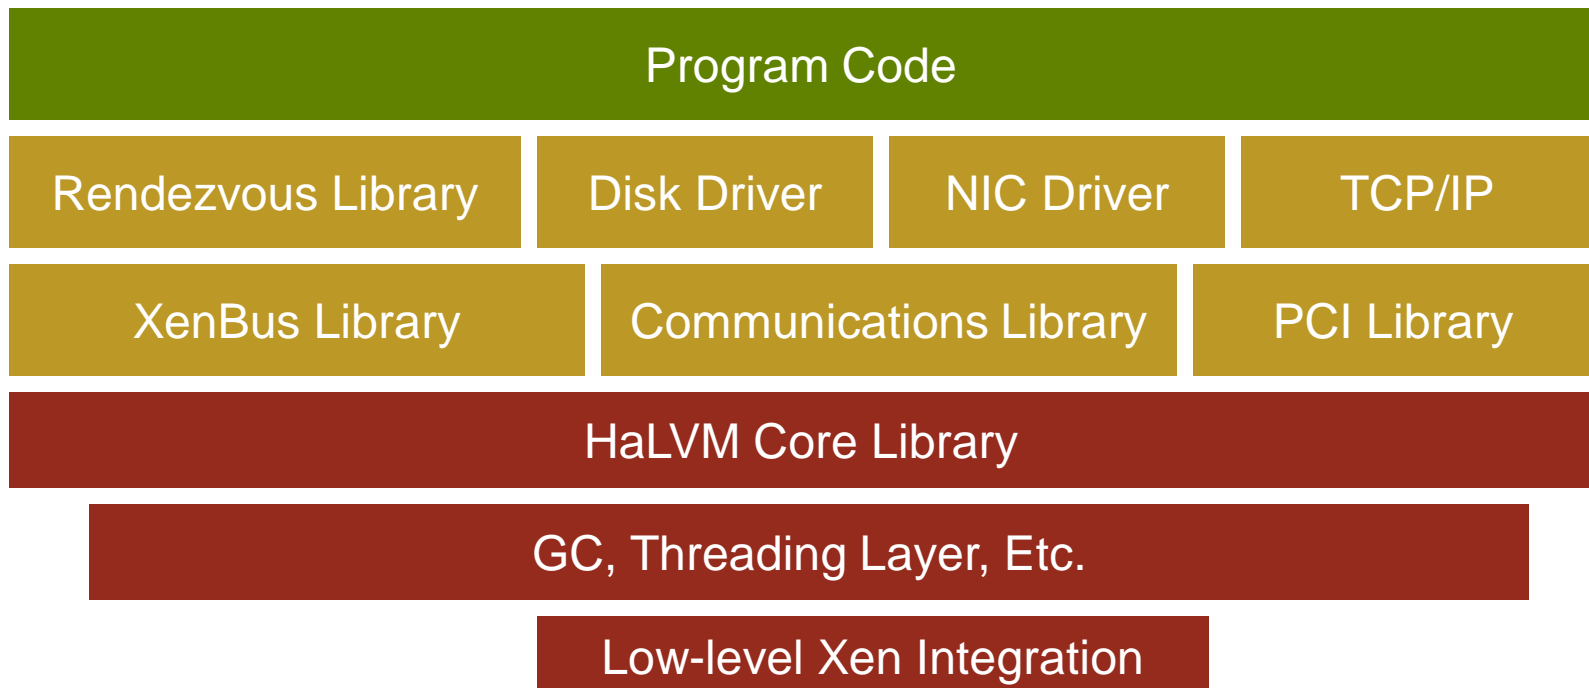 Program Code
Rendezvous Library
Disk Driver
NIC Driver
TCP/IP
XenBus Library
Communications Library
PCI Library
HaLVM Core Library
GC, Threading Layer, Etc.
Low-level Xen Integration